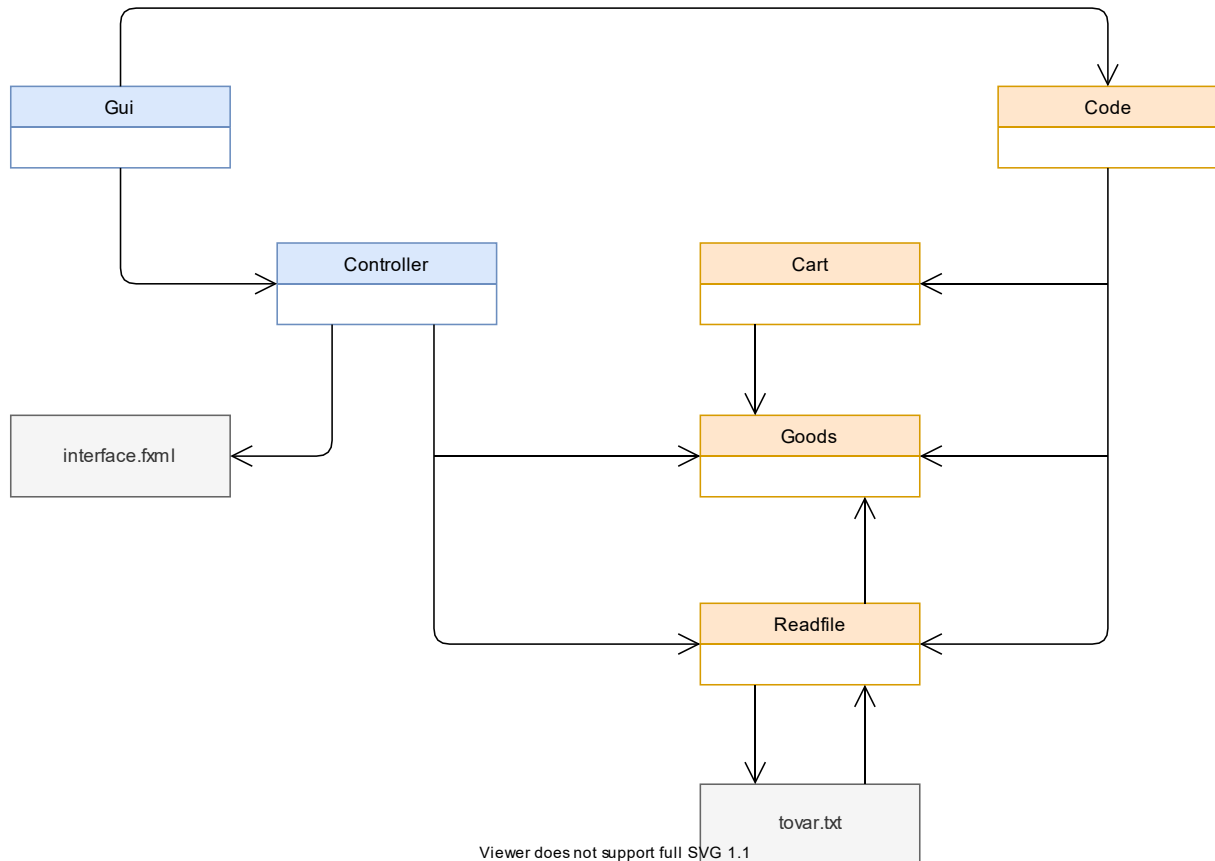 Gui
Code
Controller
Cart
interface.fxml
Goods
Readfile
tovar.txt
Viewer does not support full SVG 1.1